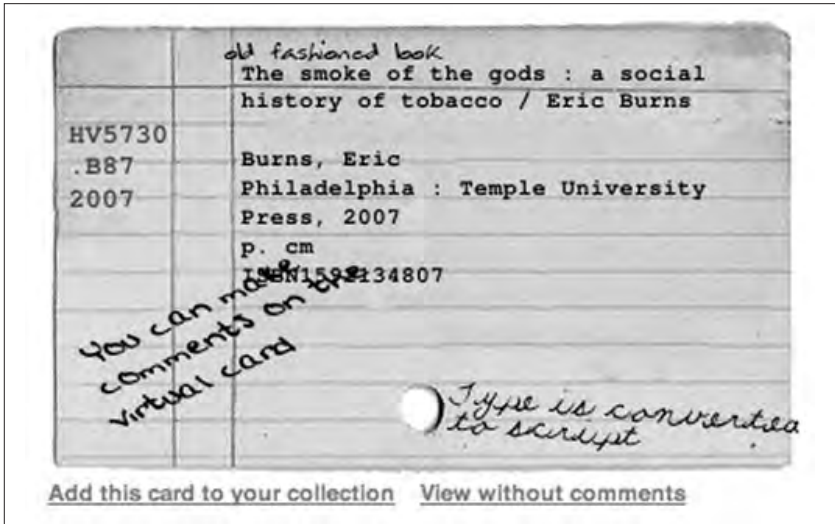 old fashioned look
The smoke of the gods : a social
history of tobacco / Eric Burns
HV5730
.B87
2007
Burns, Eric
Philadelphia : Temple University
Press, 2007
p. cm
ISBN1592134807
You can make
comments on the
virtual card
Type is converted
to script
Add this card to your collection View without comments